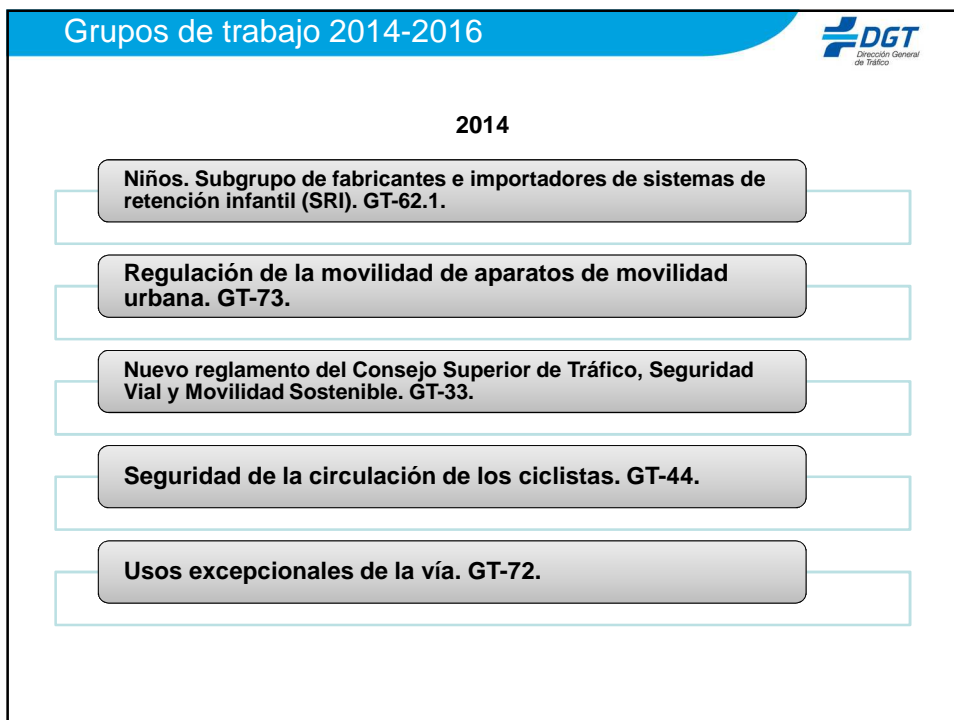 Grupos de trabajo 2014-2016
DGT
Dirección General
de Tráfico
2014
Niños. Subgrupo de fabricantes e importadores de sistemas de
retención infantil (SRI). GT-62.1.
Regulación de la movilidad de aparatos de movilidad
urbana. GT-73.
Nuevo reglamento del Consejo Superior de Tráfico, Seguridad
Vial y Movilidad Sostenible. GT-33.
Seguridad de la circulación de los ciclistas. GT-44.
Usos excepcionales de la vía. GT-72.